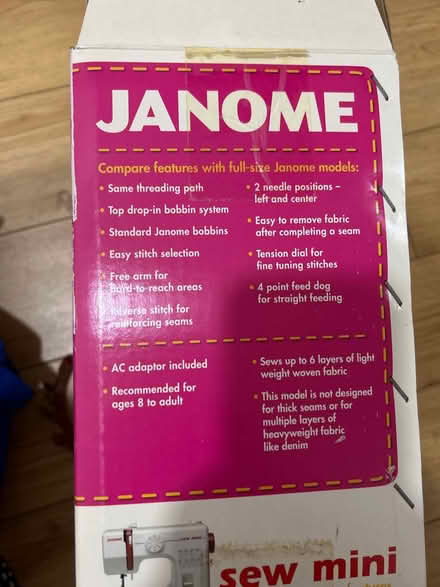 JANOME
Compare features with full-size Janome models:
• Same threading path
• Top drop-in bobbin system
• Standard Janome bobbins
• Easy stitch selection
• Free arm for
hard-to-reach areas
• Reverse stitch for
reinforcing seams
• 2 needle positions –
left and center
• Easy to remove fabric
after completing a seam
• Tension dial for
fine tuning stitches
• 4 point feed dog
for straight feeding
• AC adaptor included
• Recommended for
ages 8 to adult
• Sews up to 6 layers of light
weight woven fabric
• This model is not designed
for thick seams or for
multiple layers of
heavyweight fabric
like denim
sew mini